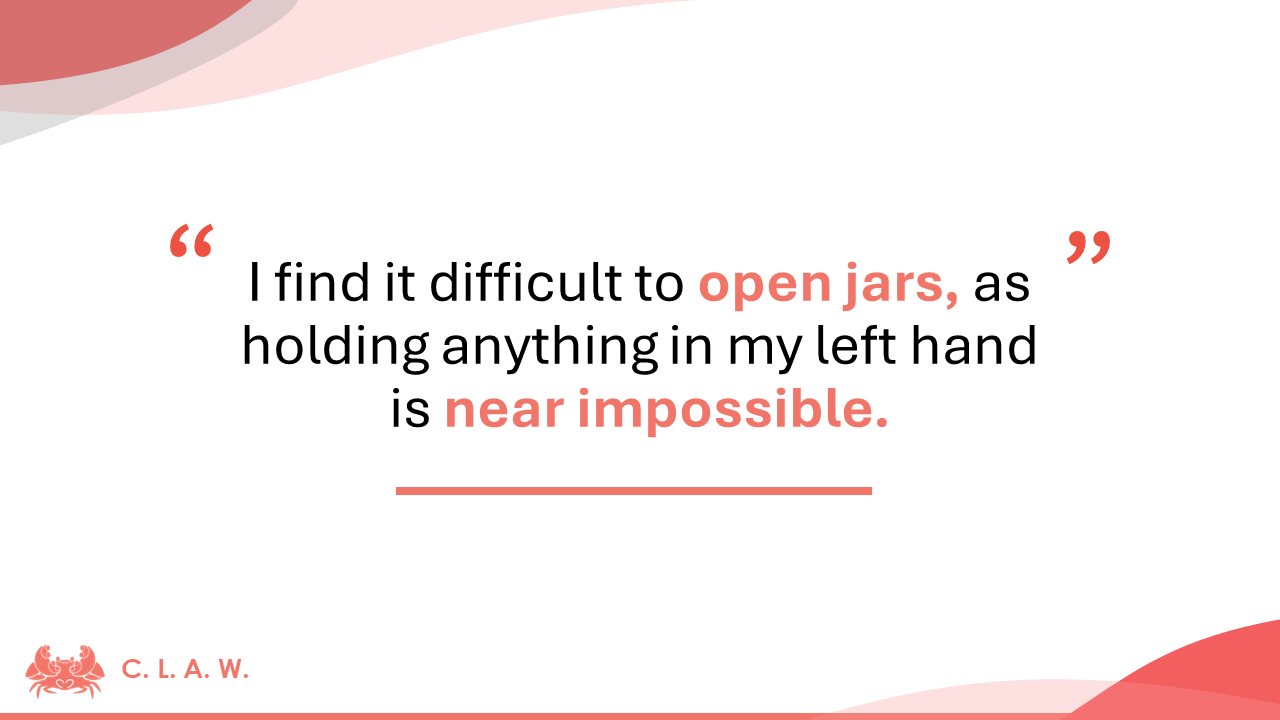 “ I find it difficult to open jars, as ”
holding anything in my left hand
is near impossible.
C. L. A. W.